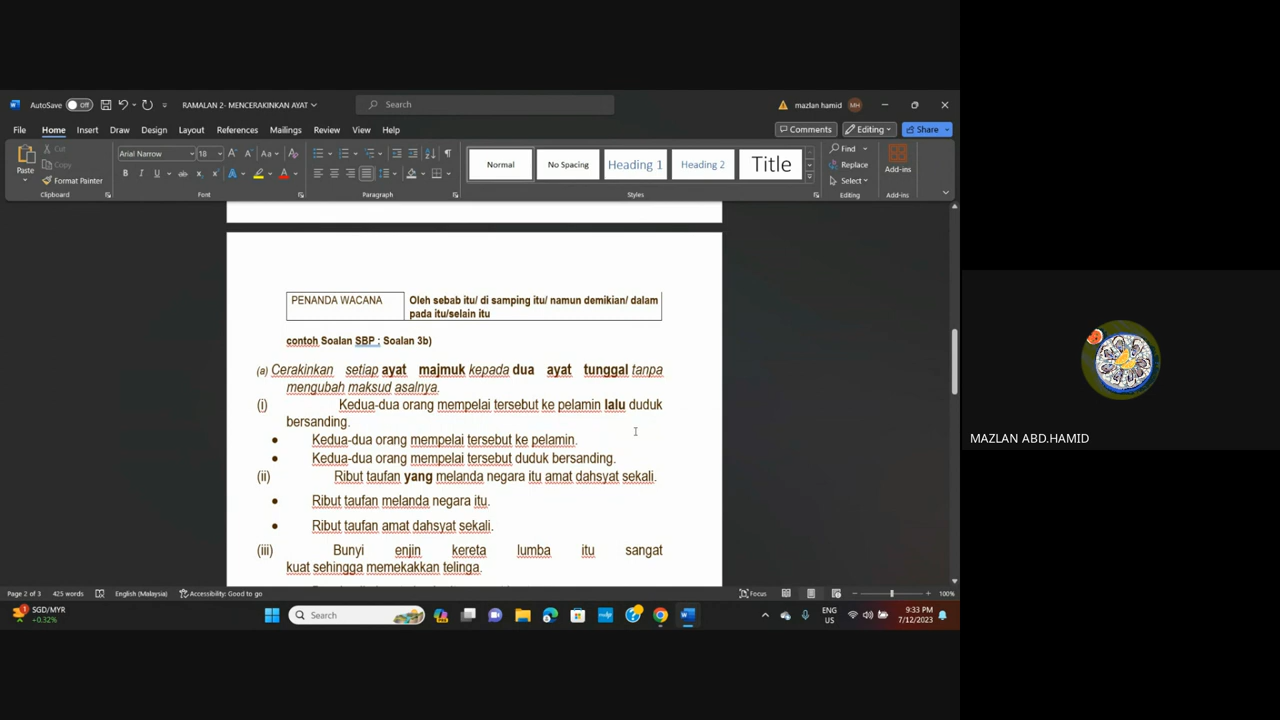 AutoSave Off RAMALAN 2- MENCERAKINKAN AYAT Search mazlan hamid MH
File Home Insert Draw Design Layout References Mailings Review View Help Comments Editing Share
Paste Cut Copy Format Painter
Clipboard
Arial Narrow 18
Font
Paragraph
Normal No Spacing Heading 1 Heading 2 Title
Styles
Find Replace Select
Editing
Add-ins
Add-ins
PENANDA WACANA Oleh sebab itu/ di samping itu/ namun demikian/ dalam
pada itu/selain itu
contoh Soalan SBP : Soalan 3b)
(a) Cerakinkan setiap ayat majmuk kepada dua ayat tunggal tanpa
mengubah maksud asalnya.
(i) Kedua-dua orang mempelai tersebut ke pelamin lalu duduk
bersanding.
• Kedua-dua orang mempelai tersebut ke pelamin.
• Kedua-dua orang mempelai tersebut duduk bersanding.
(ii) Ribut taufan yang melanda negara itu amat dahsyat sekali.
• Ribut taufan melanda negara itu.
• Ribut taufan amat dahsyat sekali.
(iii) Bunyi enjin kereta lumba itu sangat
kuat sehingga memekakkan telinga.
MAZLAN ABD.HAMID
Page 2 of 3 425 words English (Malaysia) Accessibility: Good to go Focus 100%
SGD/MYR
+0.32%
Search
ENG
US
9:33 PM
7/12/2023